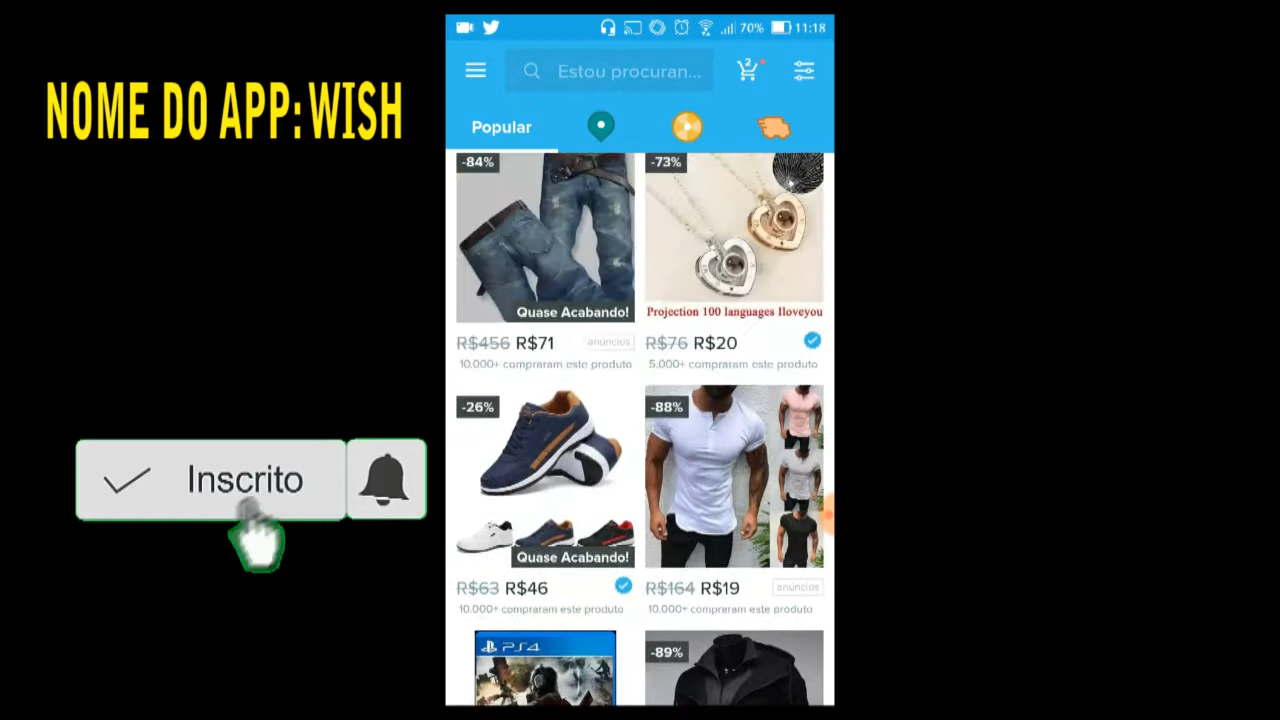 NOME DO APP: WISH
Inscrito
70% 11:18
Estou procuran...
2
Popular
-84%
Quase Acabando!
R$456 R$71 anúncios
10.000+ compraram este produto
-73%
Projection 100 languages Iloveyou
R$76 R$20
5.000+ compraram este produto
-26%
Quase Acabando!
R$63 R$46
10.000+ compraram este produto
-88%
R$164 R$19 anúncios
10.000+ compraram este produto
PS4
-89%